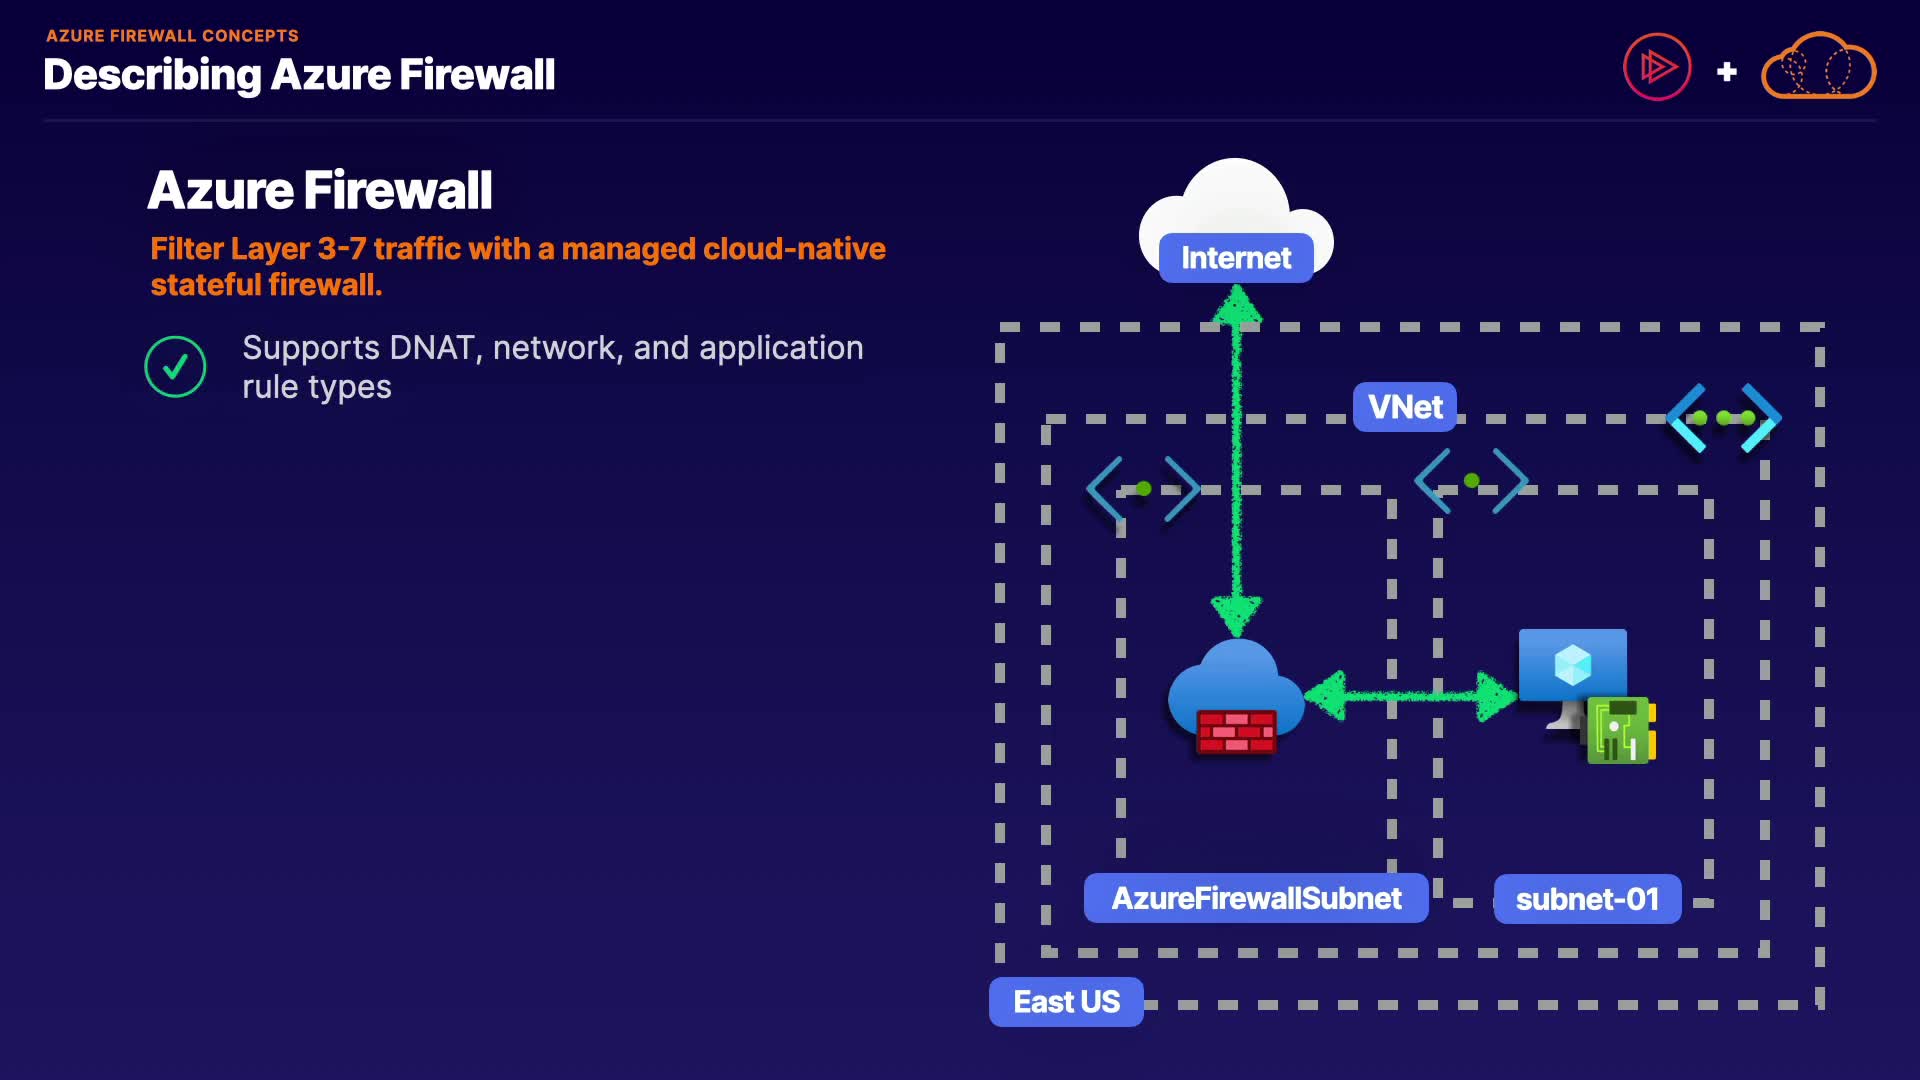 AZURE FIREWALL CONCEPTS
Describing Azure Firewall
Azure Firewall
Filter Layer 3-7 traffic with a managed cloud-native
stateful firewall.
Supports DNAT, network, and application
rule types
Internet
VNet
AzureFirewallSubnet
subnet-01
East US